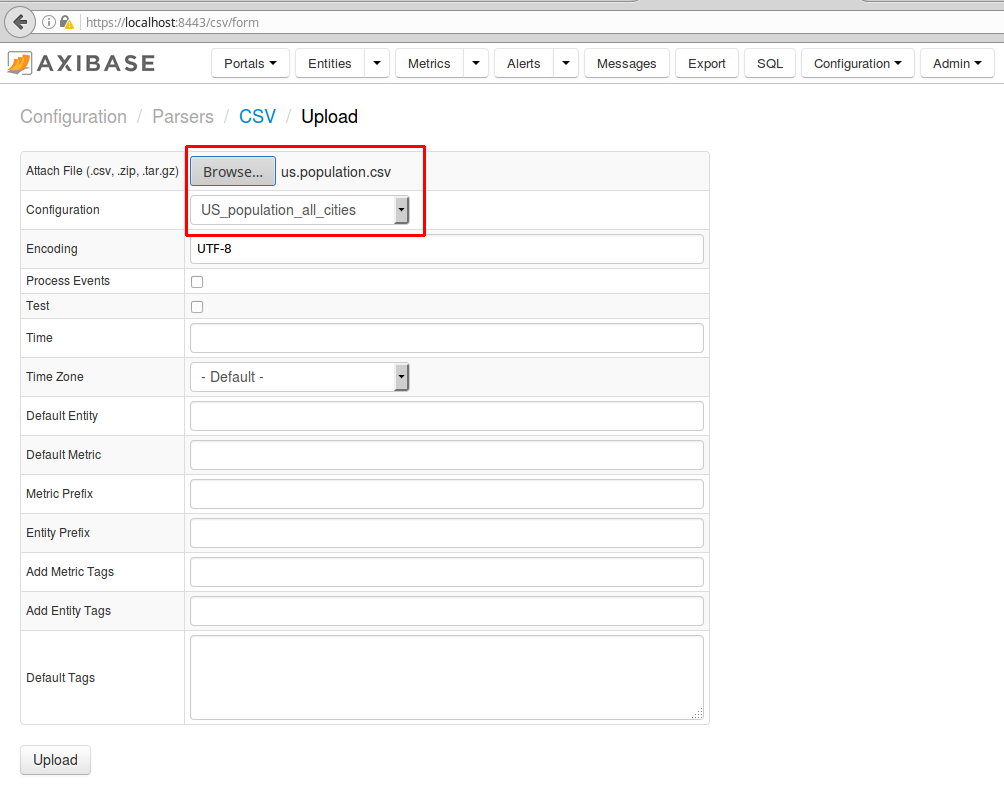 https://localhost:8443/csv/form
AXIBASE Portals Entities Metrics Alerts Messages Export SQL Configuration Admin
Configuration / Parsers / CSV / Upload
Attach File (.csv, .zip, .tar.gz) Browse... us.population.csv
Configuration US_population_all_cities
Encoding UTF-8
Process Events
Test
Time
Time Zone - Default -
Default Entity
Default Metric
Metric Prefix
Entity Prefix
Add Metric Tags
Add Entity Tags
Default Tags
Upload